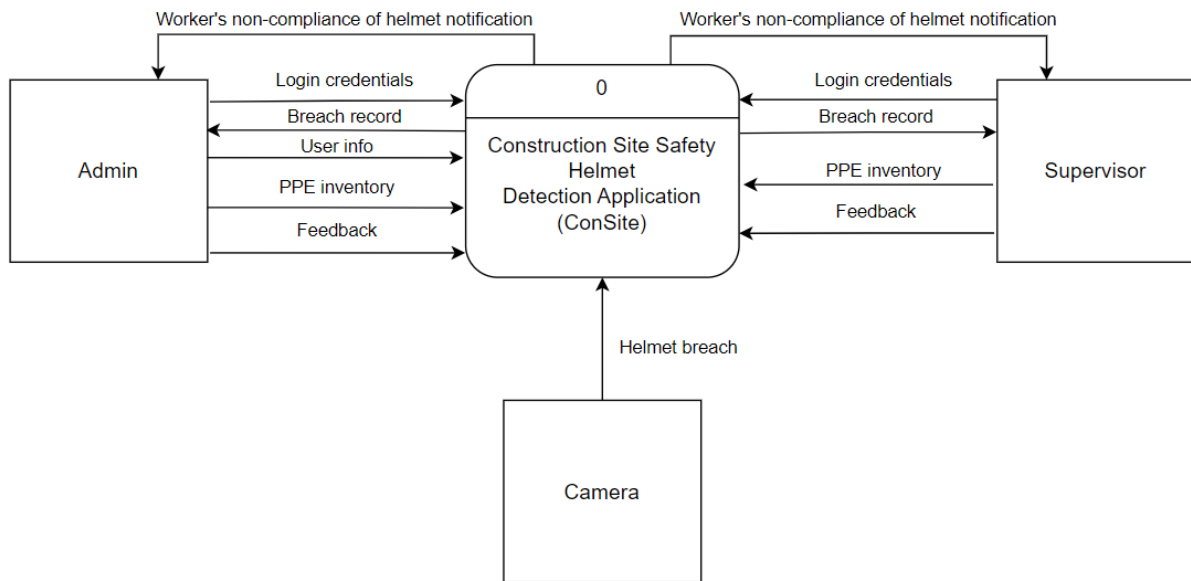 Worker's non-compliance of helmet notification
Worker's non-compliance of helmet notification
Admin
Login credentials
Breach record
User info
PPE inventory
Feedback
0
Construction Site Safety
Helmet
Detection Application
(ConSite)
Login credentials
Breach record
PPE inventory
Feedback
Supervisor
Helmet breach
Camera